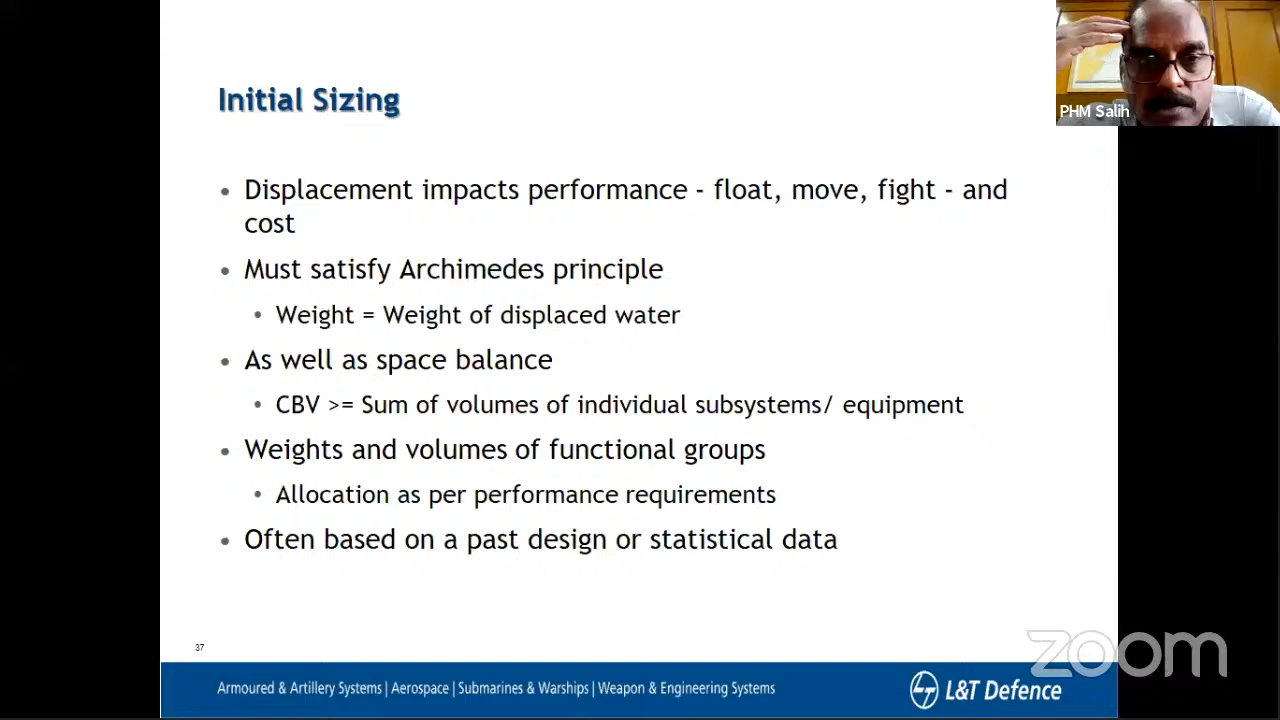 Initial Sizing
PHM Salih
• Displacement impacts performance - float, move, fight - and
cost
• Must satisfy Archimedes principle
• Weight = Weight of displaced water
• As well as space balance
• CBV >= Sum of volumes of individual subsystems/ equipment
• Weights and volumes of functional groups
• Allocation as per performance requirements
• Often based on a past design or statistical data
37
zoom
Armoured & Artillery Systems | Aerospace | Submarines & Warships | Weapon & Engineering Systems
L&T Defence